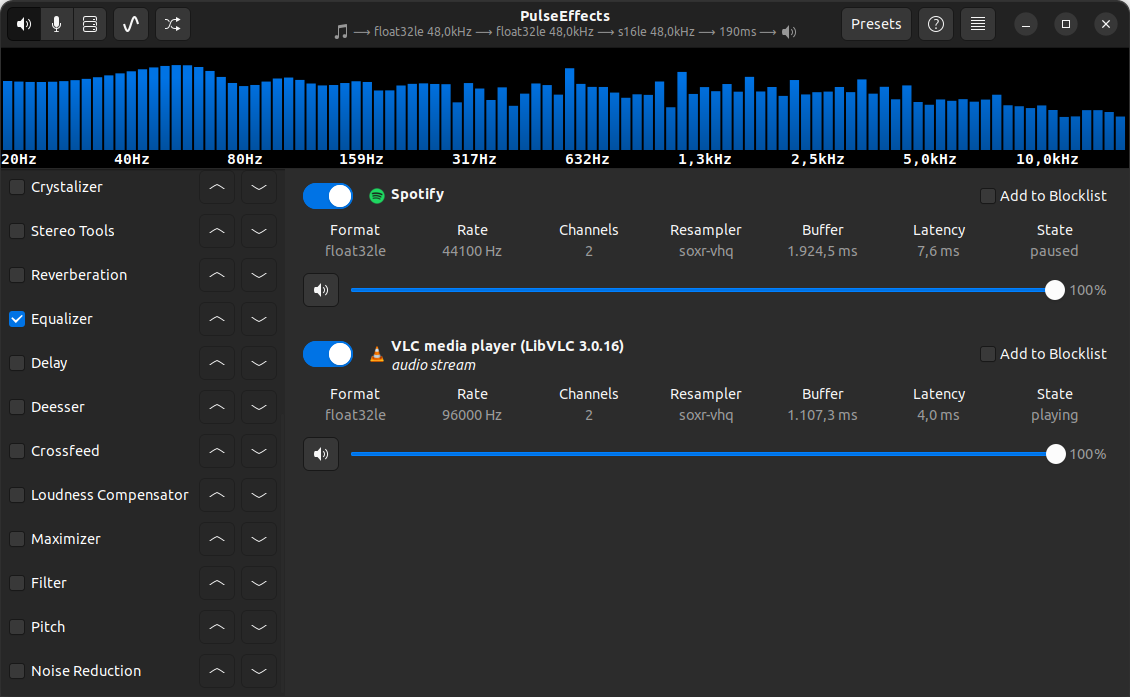 PulseEffects
⟶ float32le 48,0kHz ⟶ float32le 48,0kHz ⟶ s16le 48,0kHz ⟶ 190ms ⟶
Presets
20Hz 40Hz 80Hz 159Hz 317Hz 632Hz 1,3kHz 2,5kHz 5,0kHz 10,0kHz
Crystalizer
Stereo Tools
Reverberation
Equalizer
Delay
Deesser
Crossfeed
Loudness Compensator
Maximizer
Filter
Pitch
Noise Reduction
Spotify
Add to Blocklist
Format Rate Channels Resampler Buffer Latency State
float32le 44100 Hz 2 soxr-vhq 1.924,5 ms 7,6 ms paused
100%
VLC media player (LibVLC 3.0.16)
audio stream
Add to Blocklist
Format Rate Channels Resampler Buffer Latency State
float32le 96000 Hz 2 soxr-vhq 1.107,3 ms 4,0 ms playing
100%